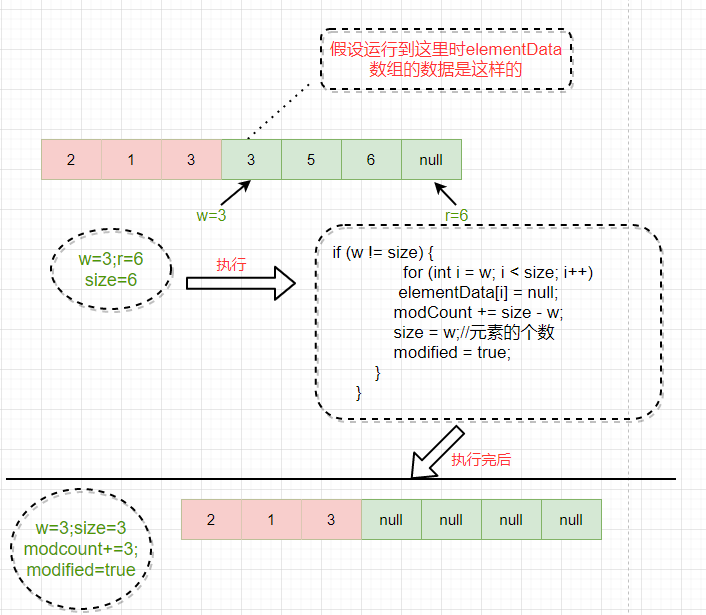 假设运行到这里时elementData
数组的数据是这样的
2 1 3 3 5 6 null
w=3
r=6
w=3;r=6
size=6
执行
if (w != size) {
for (int i = w; i < size; i++)
elementData[i] = null;
modCount += size - w;
size = w;//元素的个数
modified = true;
}
}
执行完后
2 1 3 null null null null
w=3;size=3
modcount+=3;
modified=true